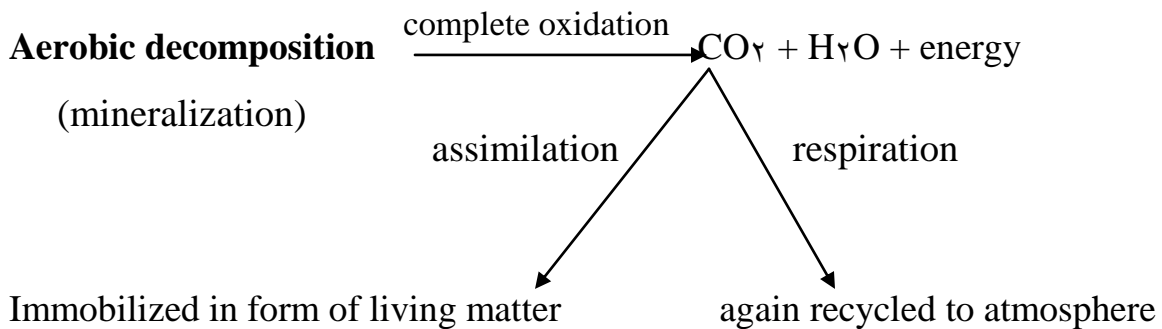 complete oxidation
Aerobic decomposition CO٢ + H٢O + energy
(mineralization)
assimilation respiration
Immobilized in form of living matter again recycled to atmosphere